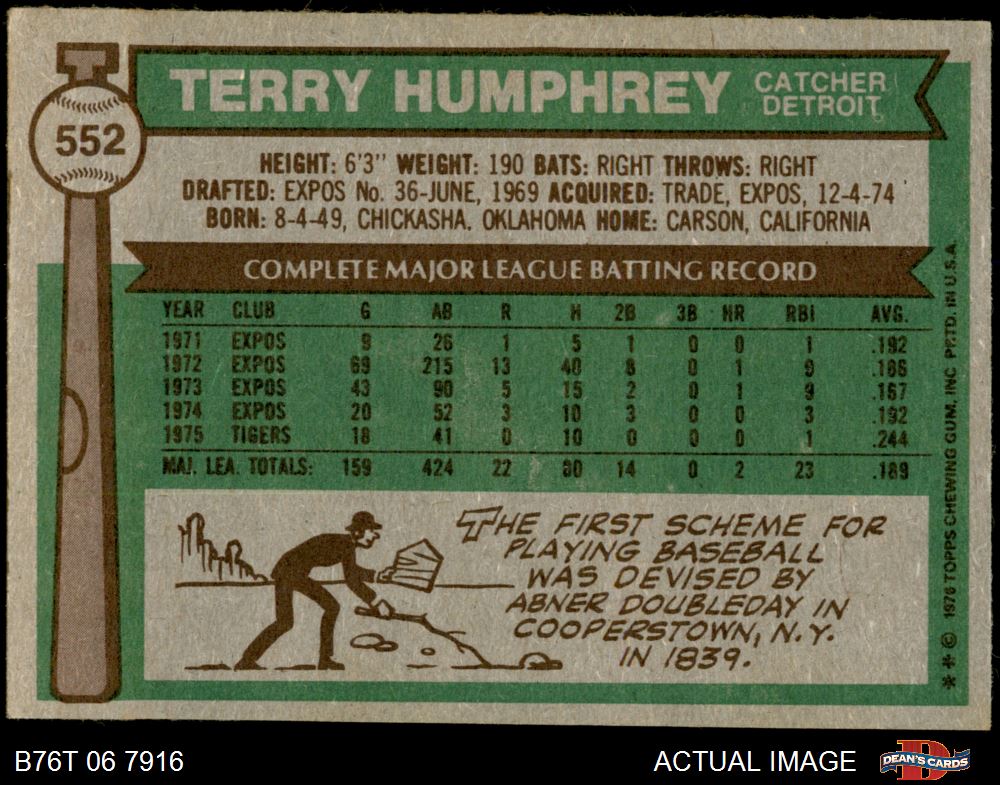 TERRY HUMPHREY
CATCHER
DETROIT
552
HEIGHT: 6'3" WEIGHT: 190 BATS: RIGHT THROWS: RIGHT
DRAFTED: EXPOS No. 36-JUNE, 1969 ACQUIRED: TRADE, EXPOS, 12-4-74
BORN: 8-4-49, CHICKASHA, OKLAHOMA HOME: CARSON, CALIFORNIA
COMPLETE MAJOR LEAGUE BATTING RECORD
YEAR CLUB G AB R H 2B 3B HR RBI AVG.
1971 EXPOS 9 26 1 5 1 0 0 1 .192
1972 EXPOS 69 215 13 40 8 0 1 9 .186
1973 EXPOS 43 90 5 15 2 0 1 9 .167
1974 EXPOS 20 52 3 10 3 0 0 3 .192
1975 TIGERS 18 41 0 10 0 0 0 1 .244
MAJ. LEA. TOTALS: 159 424 22 80 14 0 2 23 .189
THE FIRST SCHEME FOR
PLAYING BASEBALL
WAS DEVISED BY
ABNER DOUBLEDAY IN
COOPERSTOWN, N.Y.
IN 1839.
** © 1976 TOPPS CHEWING GUM, INC PRTD. IN U.S.A.
B76T 06 7916
ACTUAL IMAGE
D
DEAN'S CARDS